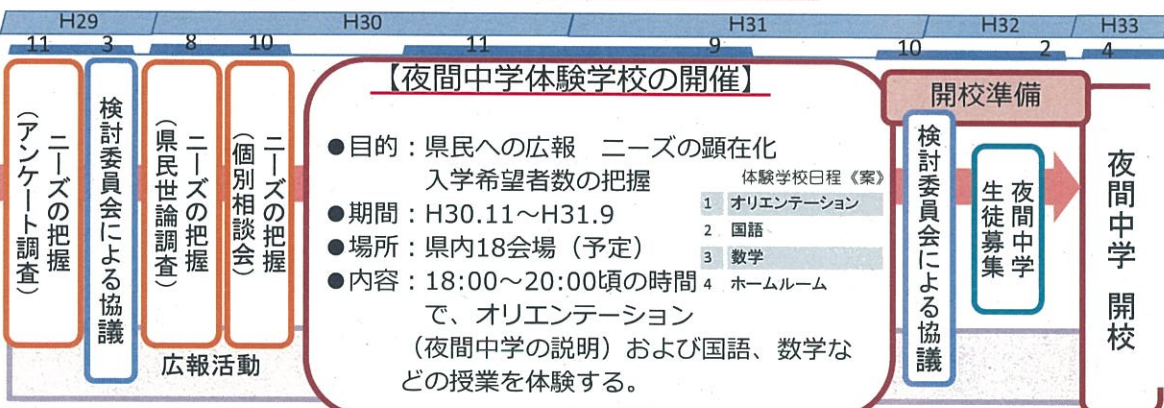 H29 H30 H31 H32 H33
11 3 8 10 11 9 10 2 4
ニーズの把握
（アンケート調査）
検討委員会による協議
ニーズの把握
（県民世論調査）
ニーズの把握
（個別相談会）
広報活動
【夜間中学体験学校の開催】
●目的：県民への広報　ニーズの顕在化
入学希望者数の把握
●期間：H30.11～H31.9
●場所：県内18会場（予定）
●内容：18:00～20:00頃の時間
で、オリエンテーション
（夜間中学の説明）および国語、数学な
どの授業を体験する。
体験学校日程《案》
1 オリエンテーション
2 国語
3 数学
4 ホームルーム
開校準備
検討委員会による協議
夜間中学
生徒募集
夜間中学 開校